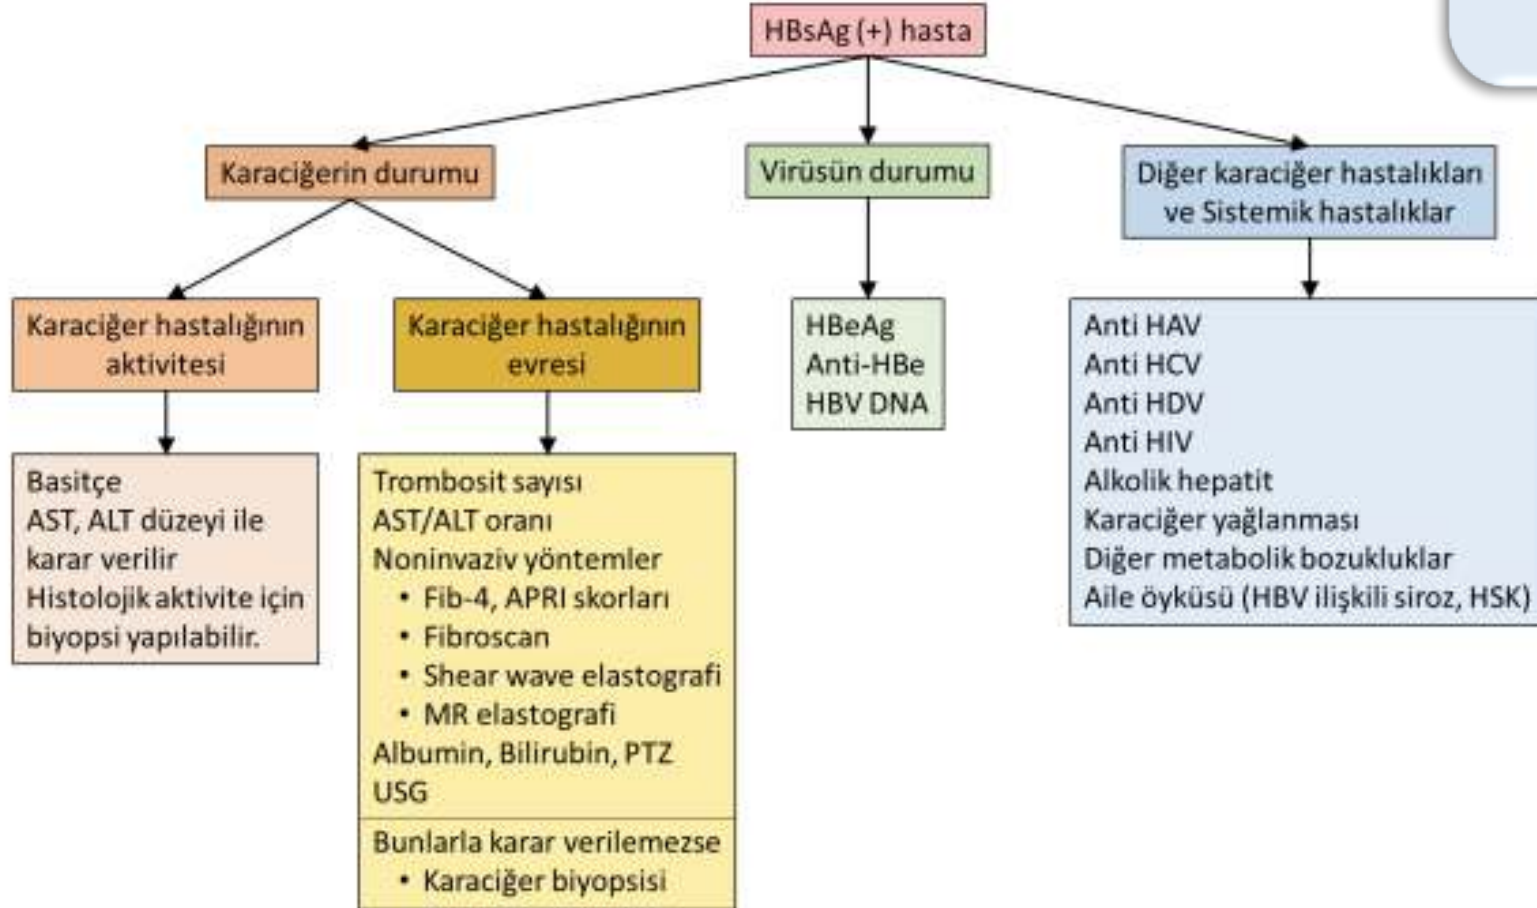 HBsAg (+) hasta
Karaciğerin durumu
Virüsün durumu
Diğer karaciğer hastalıkları
ve Sistemik hastalıklar
Karaciğer hastalığının
aktivitesi
Karaciğer hastalığının
evresi
HBeAg
Anti-HBe
HBV DNA
Anti HAV
Anti HCV
Anti HDV
Anti HIV
Alkolik hepatit
Karaciğer yağlanması
Diğer metabolik bozukluklar
Aile öyküsü (HBV ilişkili siroz, HSK)
Basitçe
AST, ALT düzeyi ile
karar verilir
Histolojik aktivite için
biyopsi yapılabilir.
Trombosit sayısı
AST/ALT oranı
Noninvaziv yöntemler
• Fib-4, APRI skorları
• Fibroscan
• Shear wave elastografi
• MR elastografi
Albumin, Bilirubin, PTZ
USG
Bunlarla karar verilemezse
• Karaciğer biyopsisi